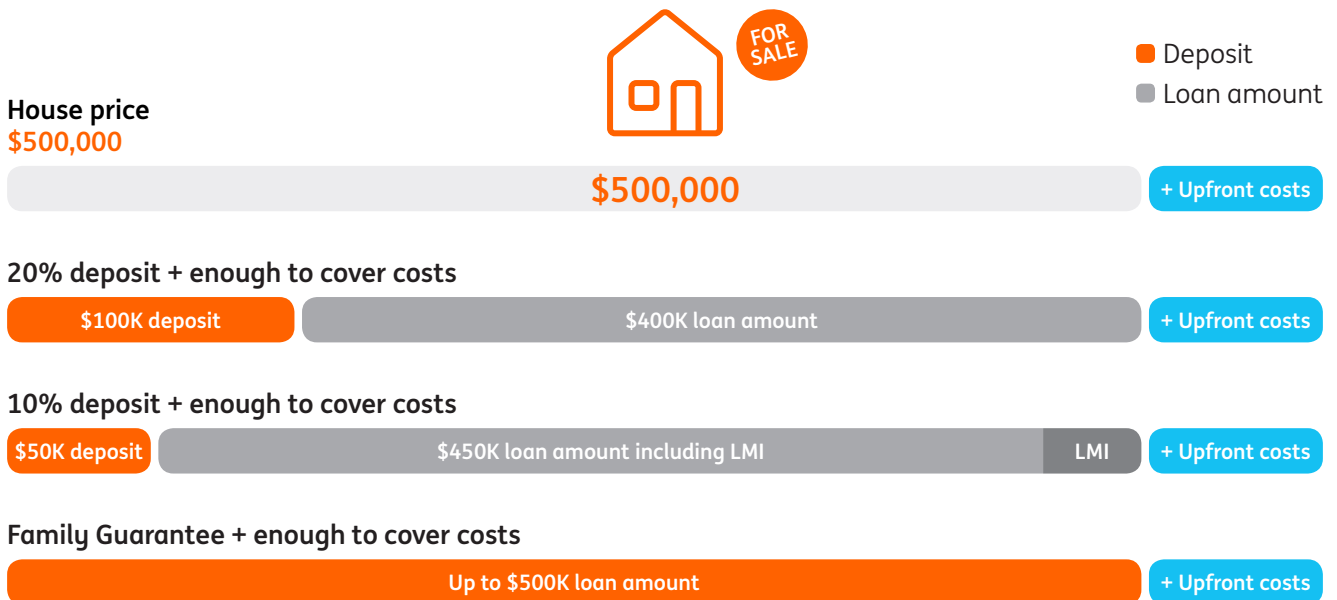 FOR
SALE
Deposit
Loan amount
House price
$500,000
$500,000
+ Upfront costs
20% deposit + enough to cover costs
$100K deposit
$400K loan amount
+ Upfront costs
10% deposit + enough to cover costs
$50K deposit
$450K loan amount including LMI
LMI
+ Upfront costs
Family Guarantee + enough to cover costs
Up to $500K loan amount
+ Upfront costs